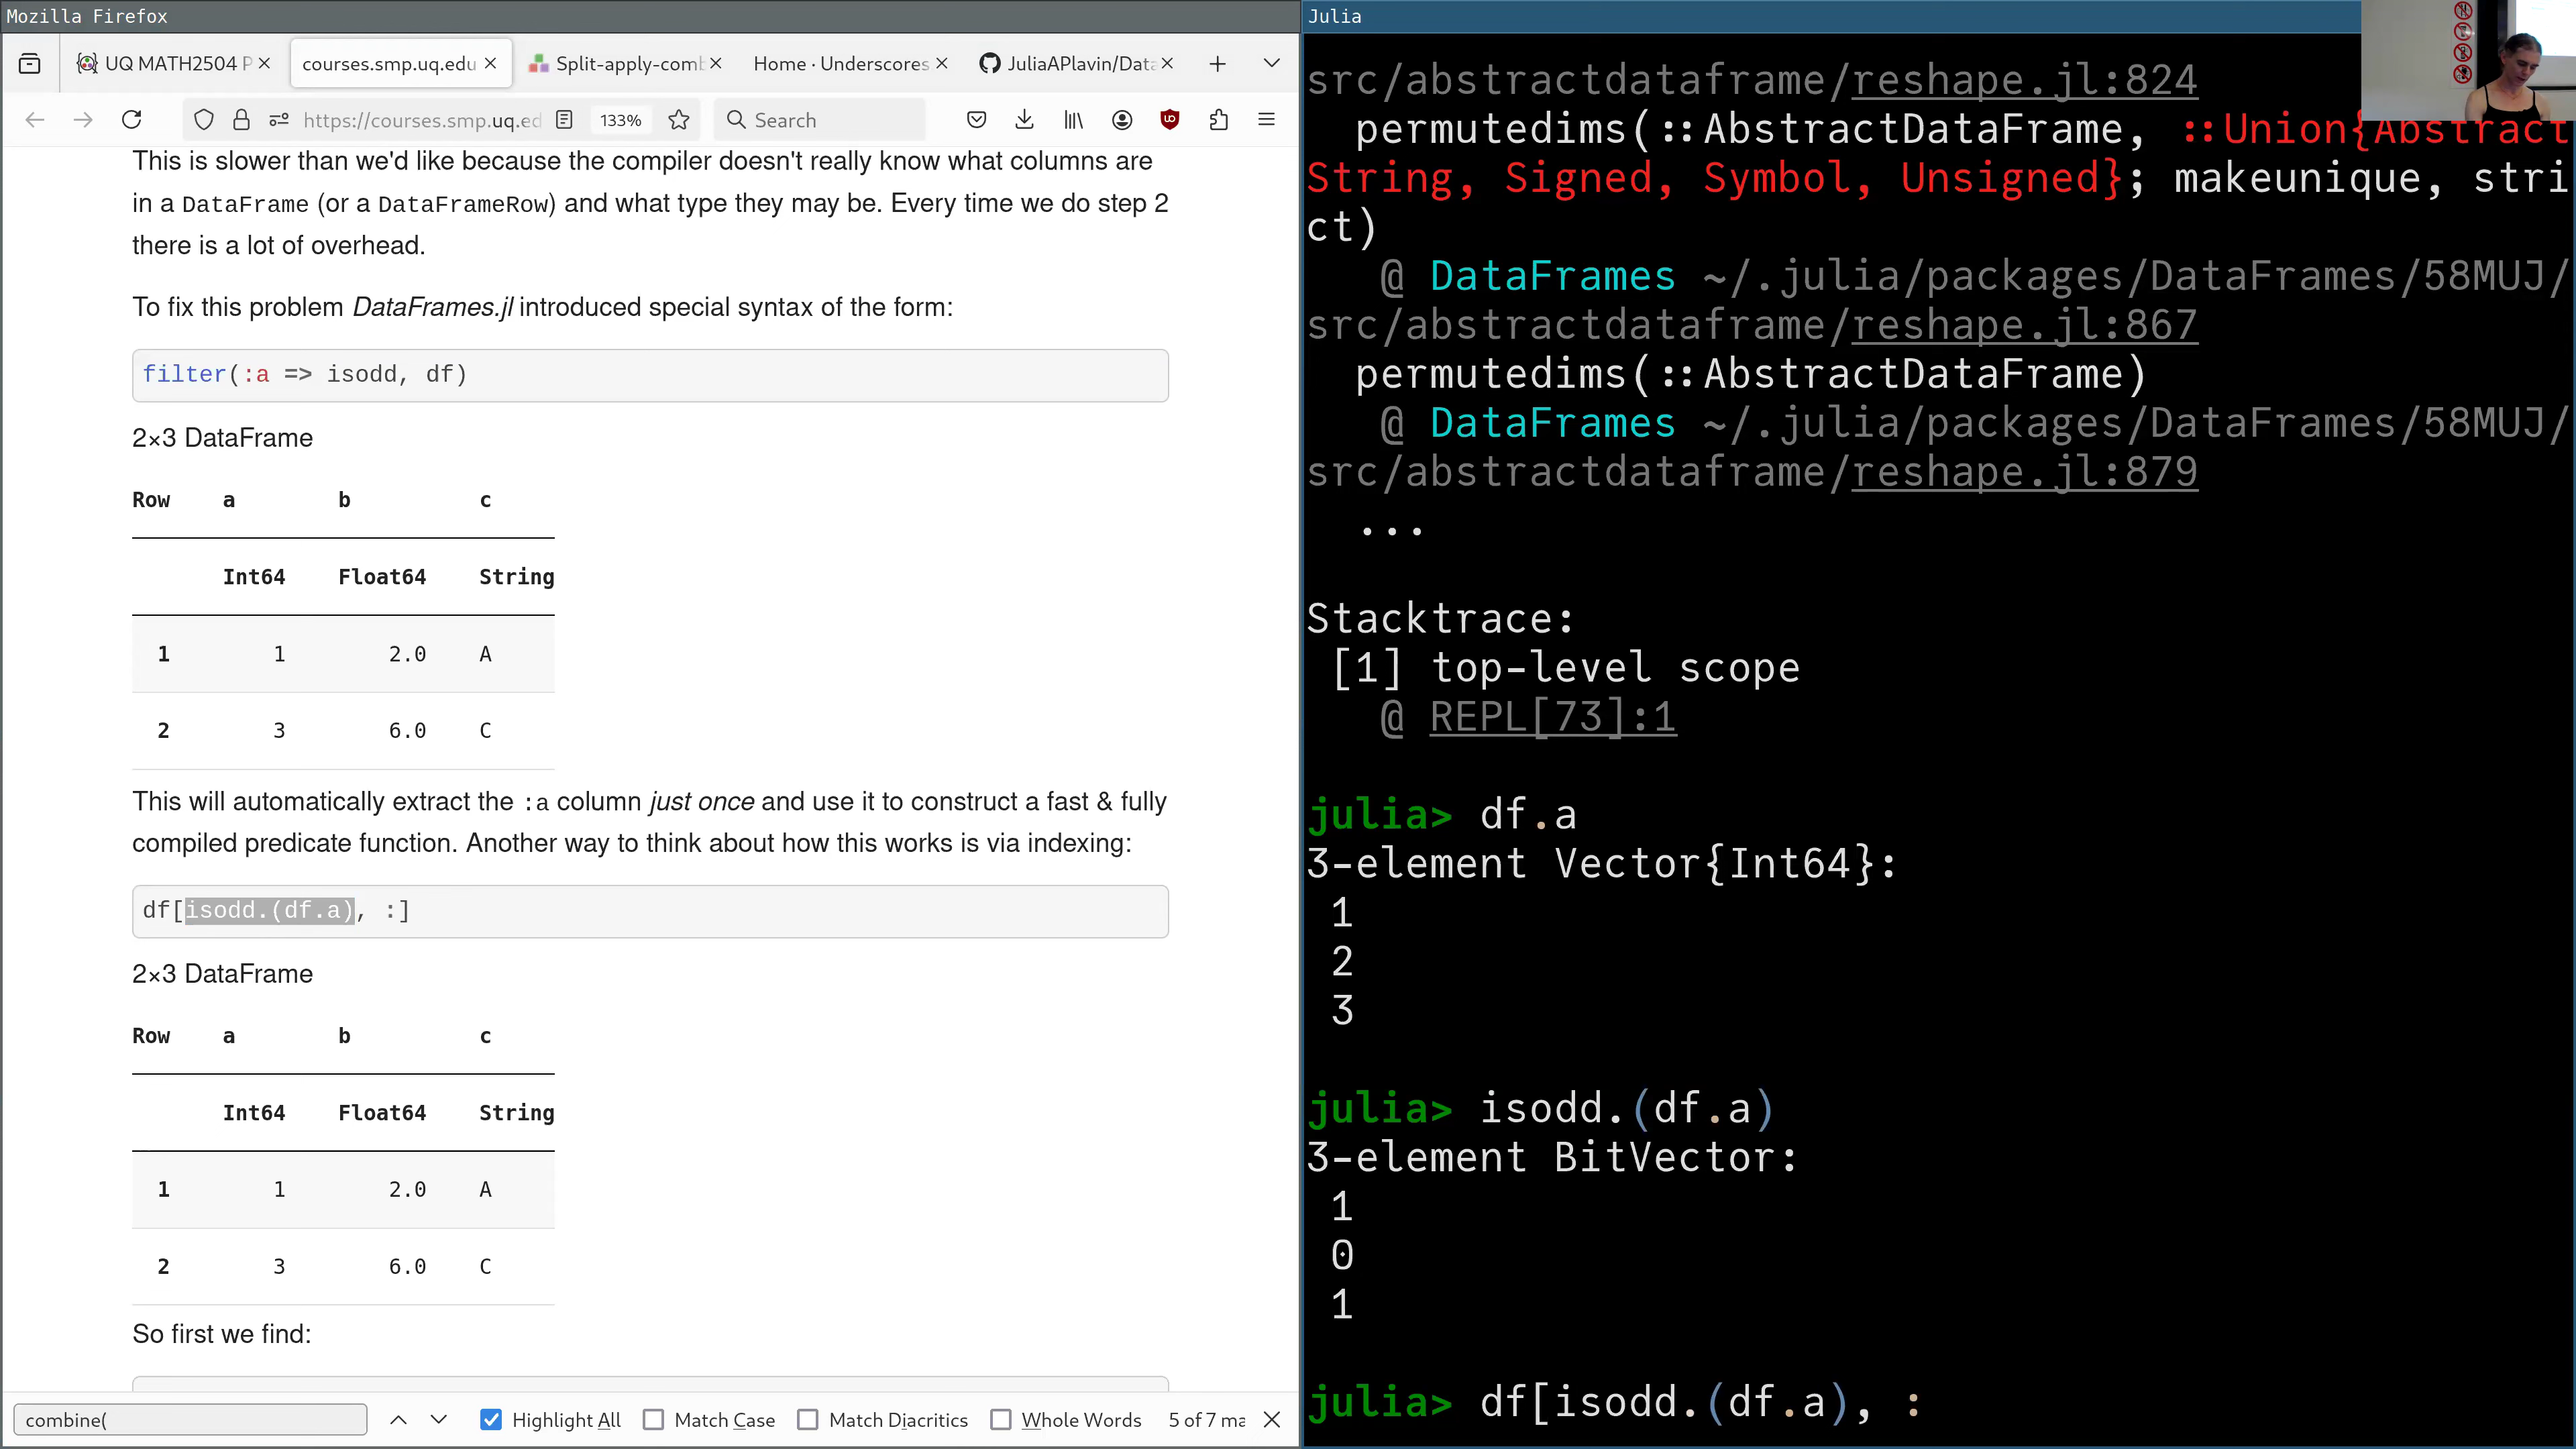 Mozilla Firefox
UQ MATH2504 P
courses.smp.uq.edu
Split-apply-comb
Home · Underscores.
JuliaAPlavin/Data
https://courses.smp.uq.ed
133%
Search
This is slower than we'd like because the compiler doesn't really know what columns are
in a DataFrame (or a DataFrameRow) and what type they may be. Every time we do step 2
there is a lot of overhead.
To fix this problem DataFrames.jl introduced special syntax of the form:
filter(:a => isodd, df)
2×3 DataFrame
Row a b c
Int64 Float64 String
1 1 2.0 A
2 3 6.0 C
This will automatically extract the :a column just once and use it to construct a fast & fully
compiled predicate function. Another way to think about how this works is via indexing:
df[isodd.(df.a), :]
2×3 DataFrame
Row a b c
Int64 Float64 String
1 1 2.0 A
2 3 6.0 C
So first we find:
combine(
Highlight All
Match Case
Match Diacritics
Whole Words
5 of 7 ma
Julia
src/abstractdataframe/reshape.jl:824
permutedims(::AbstractDataFrame, ::Union{Abstract
String, Signed, Symbol, Unsigned}; makeunique, stri
ct)
@ DataFrames ~/.julia/packages/DataFrames/58MUJ/
src/abstractdataframe/reshape.jl:867
permutedims(::AbstractDataFrame)
@ DataFrames ~/.julia/packages/DataFrames/58MUJ/
src/abstractdataframe/reshape.jl:879
...
Stacktrace:
[1] top-level scope
@ REPL[73]:1
julia> df.a
3-element Vector{Int64}:
1
2
3
julia> isodd.(df.a)
3-element BitVector:
1
0
1
julia> df[isodd.(df.a), :